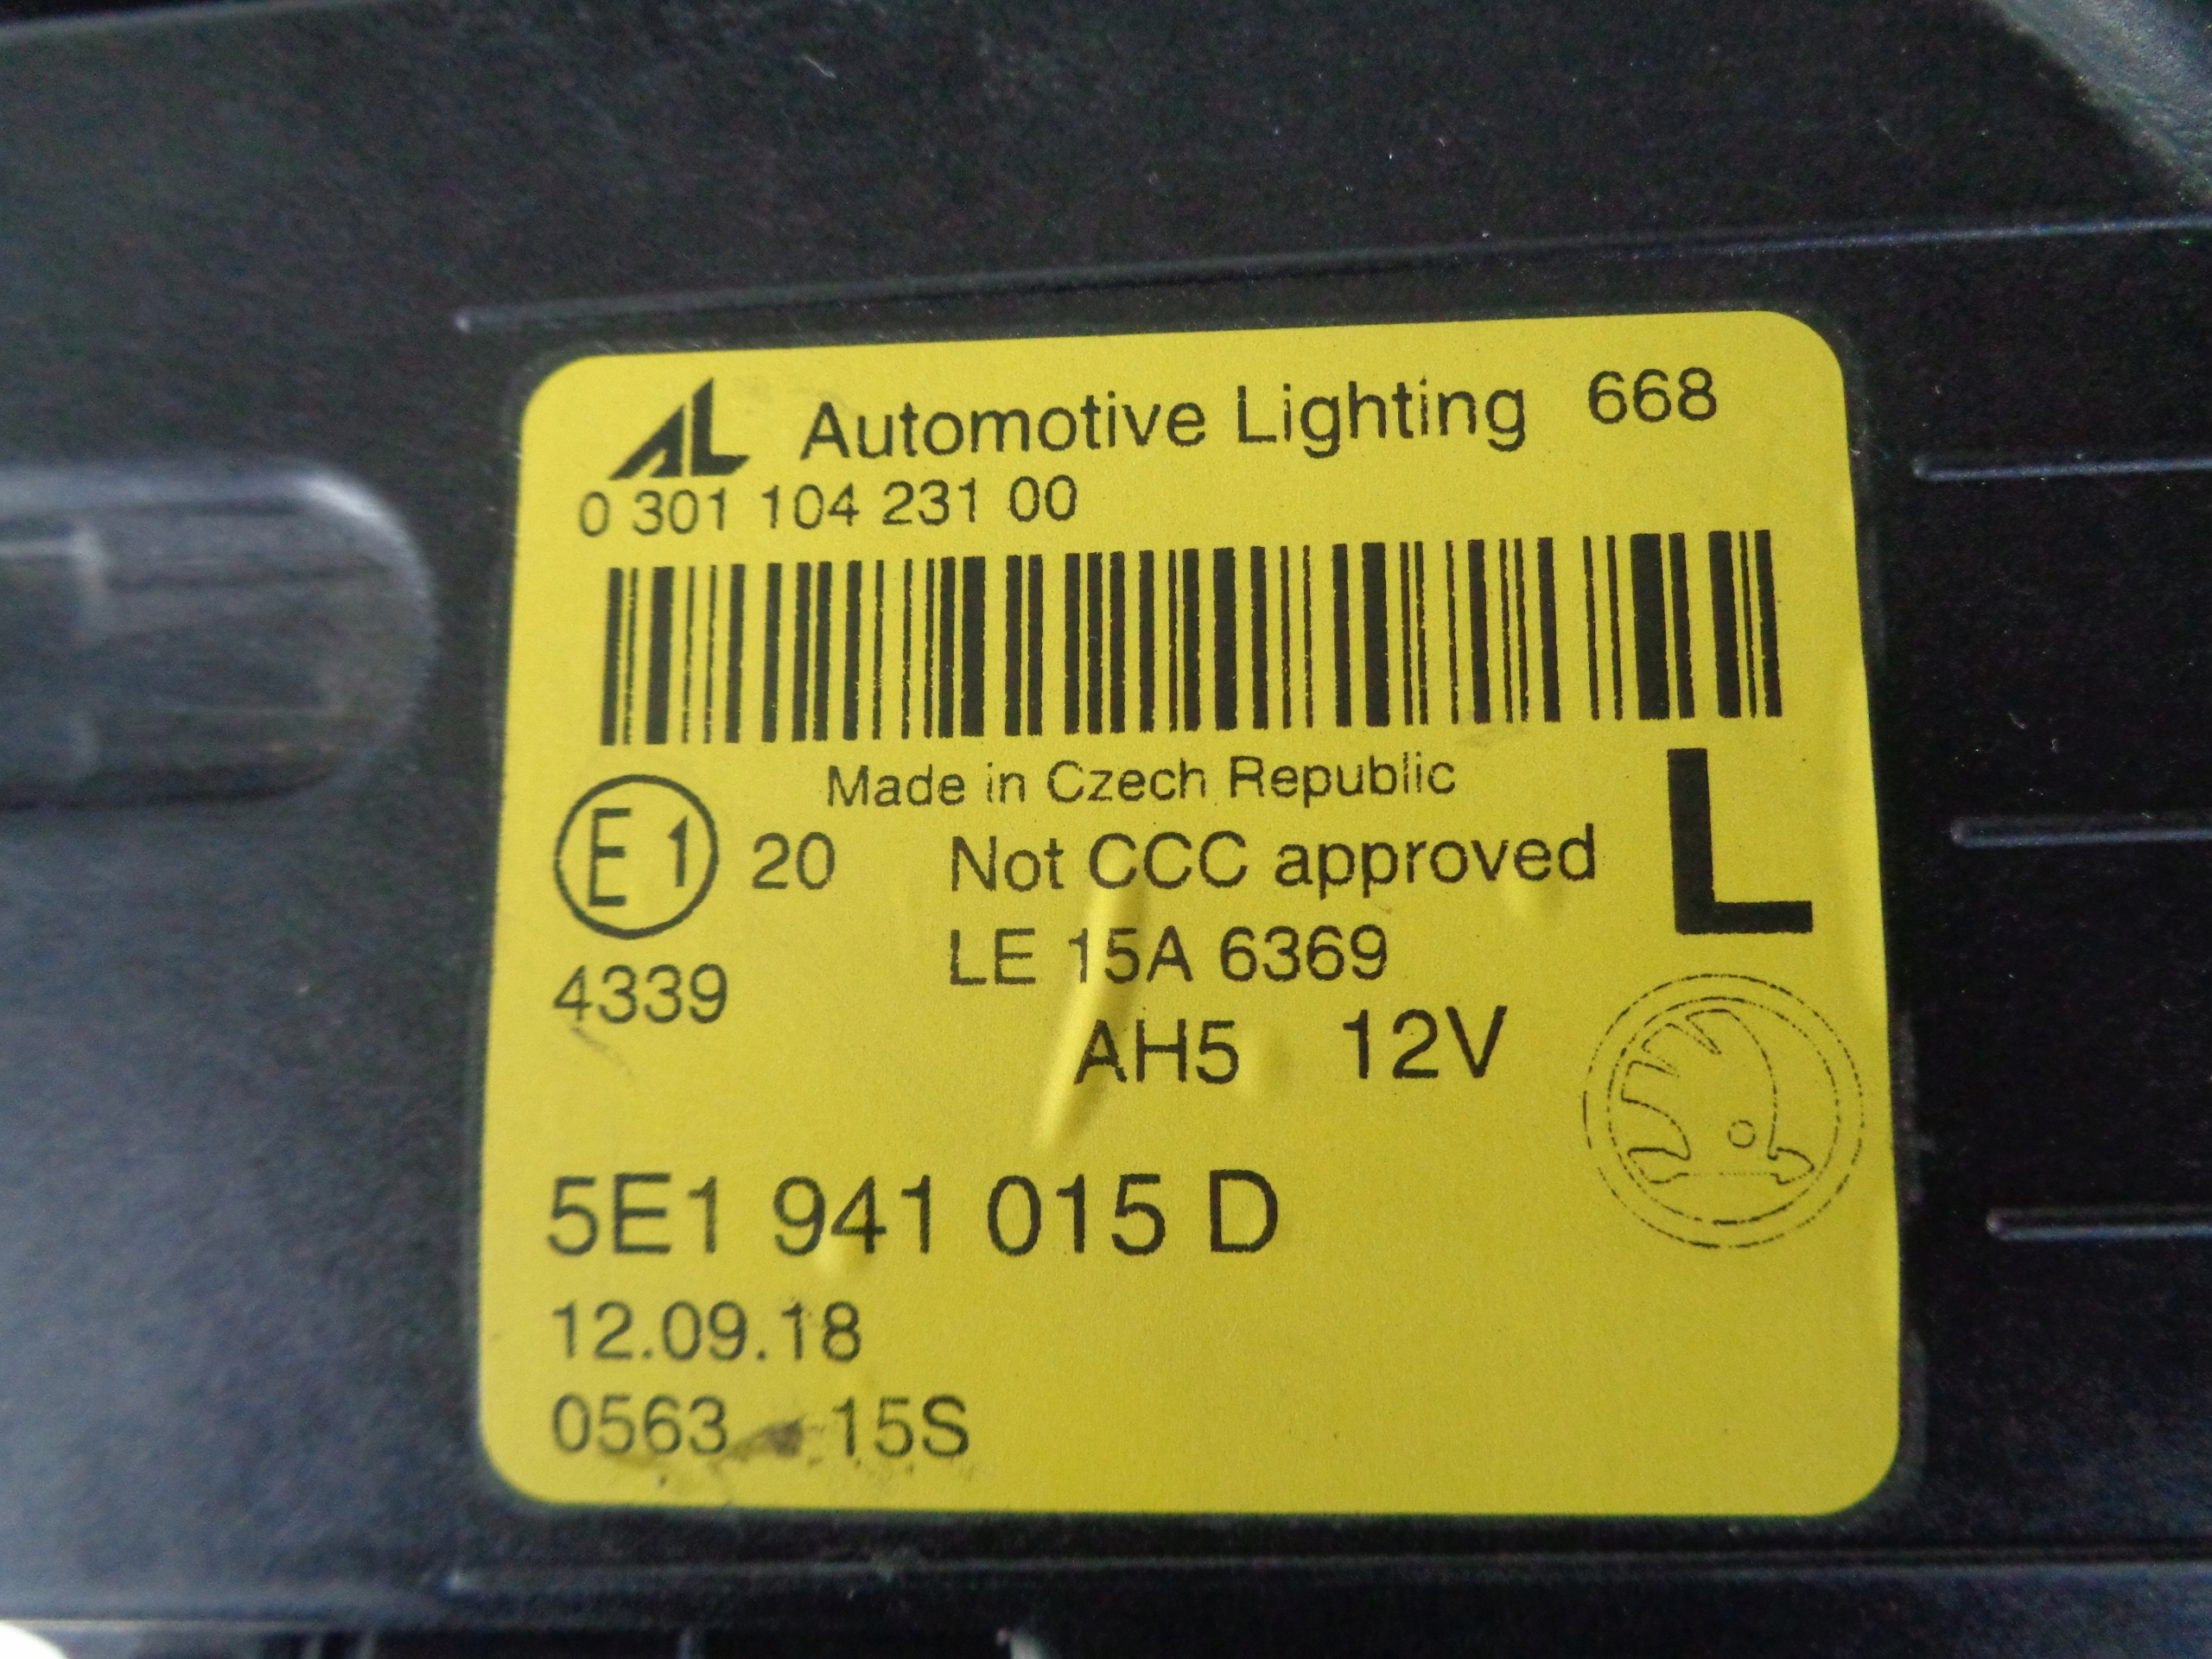 AL Automotive Lighting 668
0 301 104 231 00
Made in Czech Republic
L
E1 20 Not CCC approved
4339 LE 15A 6369
AH5 12V
5E1 941 015 D
12.09.18
0563 15S